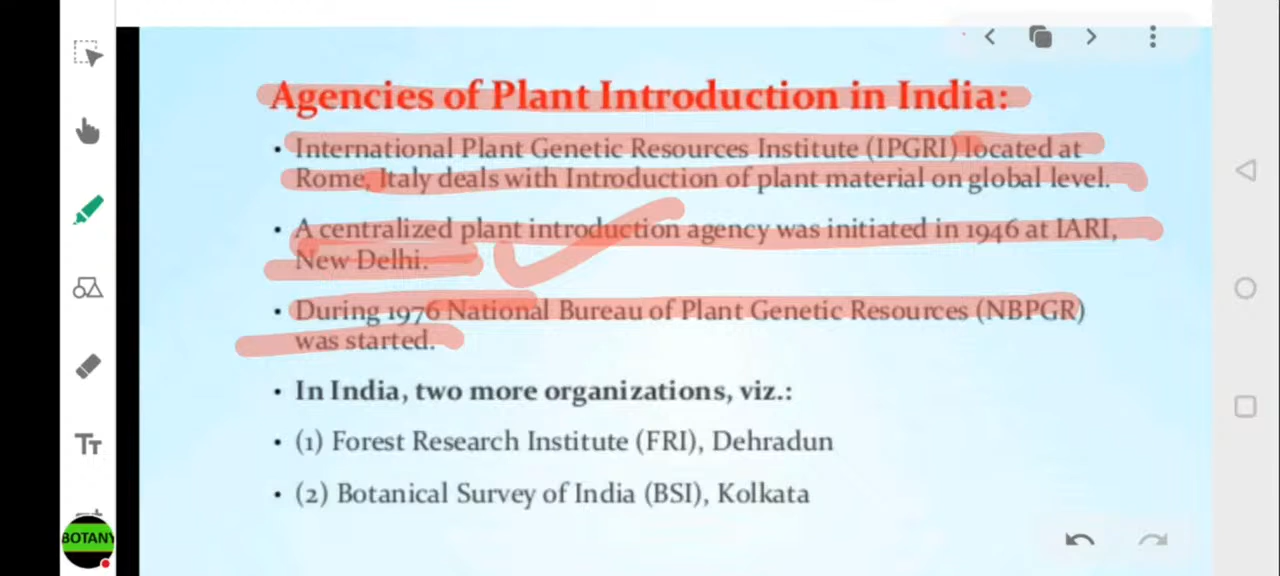 Agencies of Plant Introduction in India:
• International Plant Genetic Resources Institute (IPGRI) located at
Rome, Italy deals with Introduction of plant material on global level.
• A centralized plant introduction agency was initiated in 1946 at IARI,
New Delhi.
• During 1976 National Bureau of Plant Genetic Resources (NBPGR)
was started.
• In India, two more organizations, viz.:
• (1) Forest Research Institute (FRI), Dehradun
• (2) Botanical Survey of India (BSI), Kolkata
TT
BOTANY